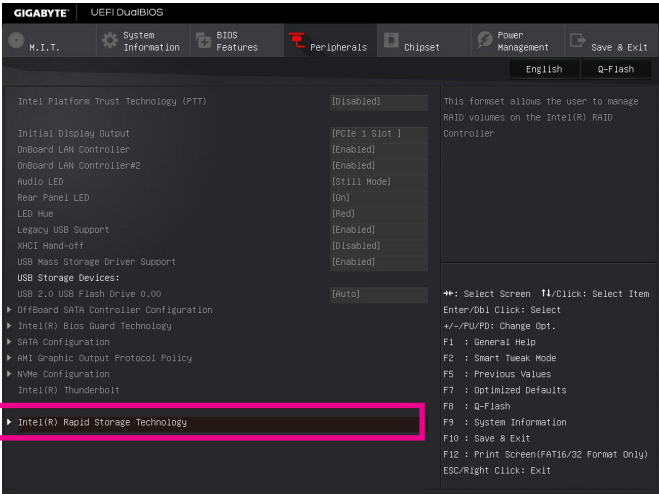 GIGABYTE™ UEFI DualBIOS
M.I.T.
System
Information
BIOS
Features
Peripherals
Chipset
Power
Management
Save & Exit
English
Q-Flash
Intel Platform Trust Technology (PTT) [Disabled]
Initial Display Output [PCIe 1 Slot ]
OnBoard LAN Controller [Enabled]
OnBoard LAN Controller#2 [Enabled]
Audio LED [Still Mode]
Rear Panel LED [On]
LED Hue [Red]
Legacy USB Support [Enabled]
XHCI Hand-off [Disabled]
USB Mass Storage Driver Support [Enabled]
USB Storage Devices:
USB 2.0 USB Flash Drive 0.00 [Auto]
OffBoard SATA Controller Configuration
Intel(R) Bios Guard Technology
SATA Configuration
AMI Graphic Output Protocol Policy
NVMe Configuration
Intel(R) Thunderbolt
Intel(R) Rapid Storage Technology
This formset allows the user to manage
RAID volumes on the Intel(R) RAID
Controller
→←: Select Screen ↑↓/Click: Select Item
Enter/Dbl Click: Select
+/-/PU/PD: Change Opt.
F1 : General Help
F2 : Smart Tweak Mode
F5 : Previous Values
F7 : Optimized Defaults
F8 : Q-Flash
F9 : System Information
F10 : Save & Exit
F12 : Print Screen(FAT16/32 Format Only)
ESC/Right Click: Exit